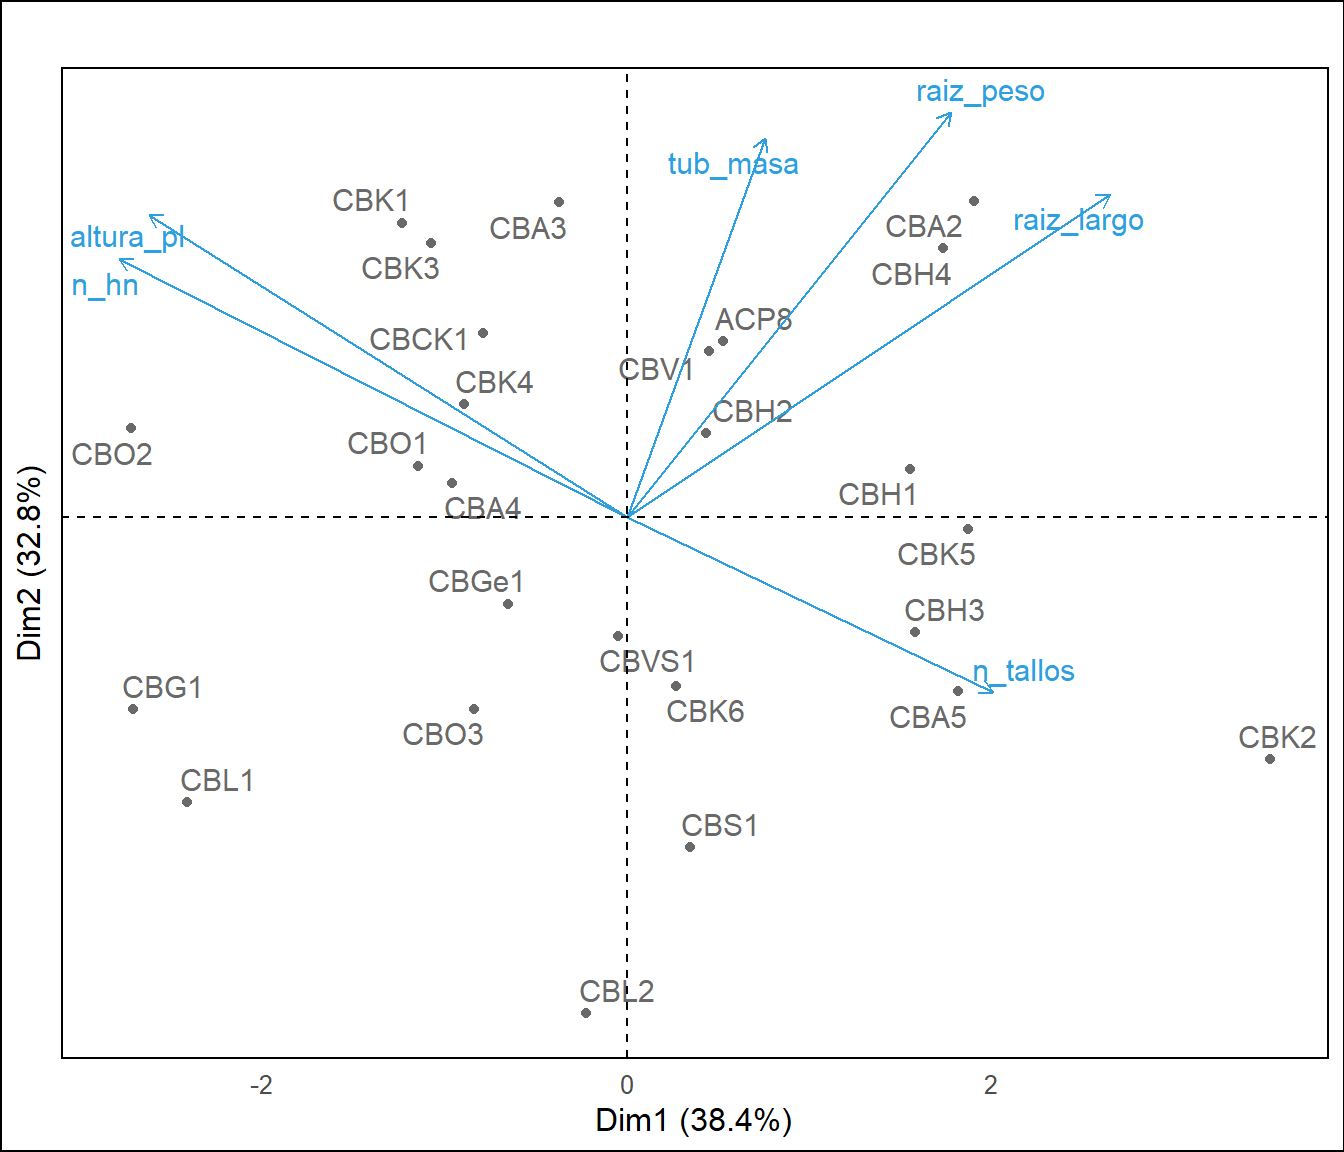 raiz_peso
tub_masa
CBK1
CBA3
CBA2
raiz_largo
altura_pl
CBK3
CBH4
n_hn
CBCK1
ACP8
CBV1
CBK4
CBH2
CBO2
CBO1
CBH1
CBA4
CBK5
CBGe1
CBH3
CBVS1
n_tallos
CBG1
CBK6
CBA5
CBO3
CBK2
CBL1
CBS1
CBL2
Dim2 (32.8%)
-2 0 2
Dim1 (38.4%)